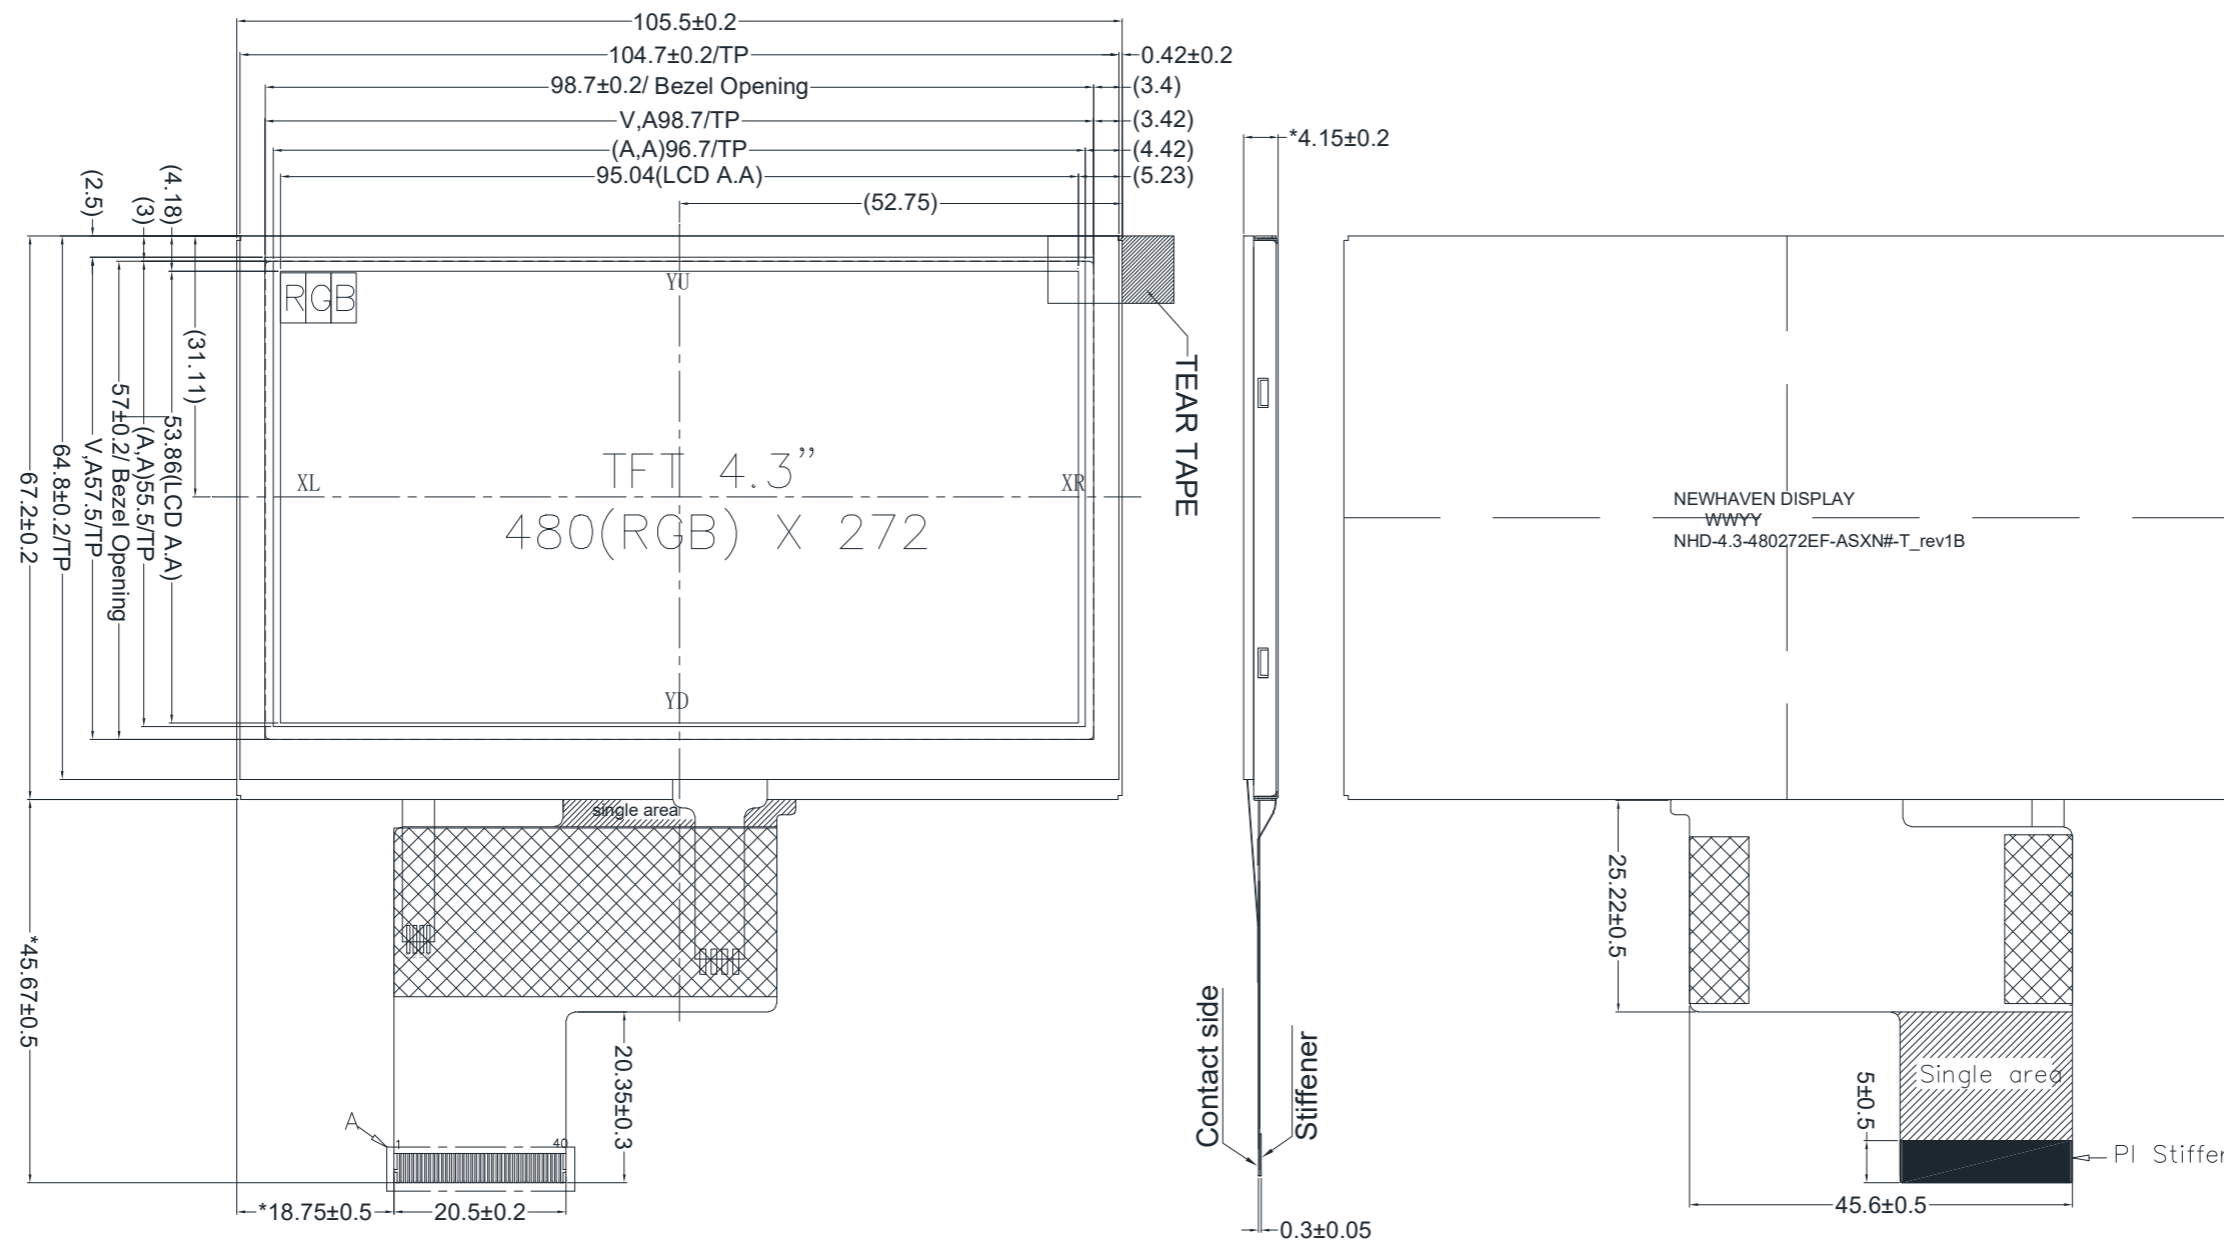 105.5±0.2
104.7±0.2/TP
0.42±0.2
98.7±0.2/ Bezel Opening
(3.4)
V,A98.7/TP
(3.42)
(A,A)96.7/TP
(4.42)
95.04(LCD A.A)
(5.23)
(52.75)
(2.5)
(3)
(4.18)
(31.11)
67.2±0.2
64.8±0.2/TP
V,A57.5/TP
57±0.2/ Bezel Opening
(A,A)55.5/TP
53.86(LCD A.A)
RGB
YU
XL
XR
YD
TFT 4.3”
480(RGB) X 272
TEAR TAPE
single area
*45.67±0.5
20.35±0.3
A
1
40
*18.75±0.5
20.5±0.2
*4.15±0.2
Contact side
Stiffener
0.3±0.05
NEWHAVEN DISPLAY
WWYY
NHD-4.3-480272EF-ASXN#-T_rev1B
25.22±0.5
Single area
5±0.5
PI Stiffen
45.6±0.5